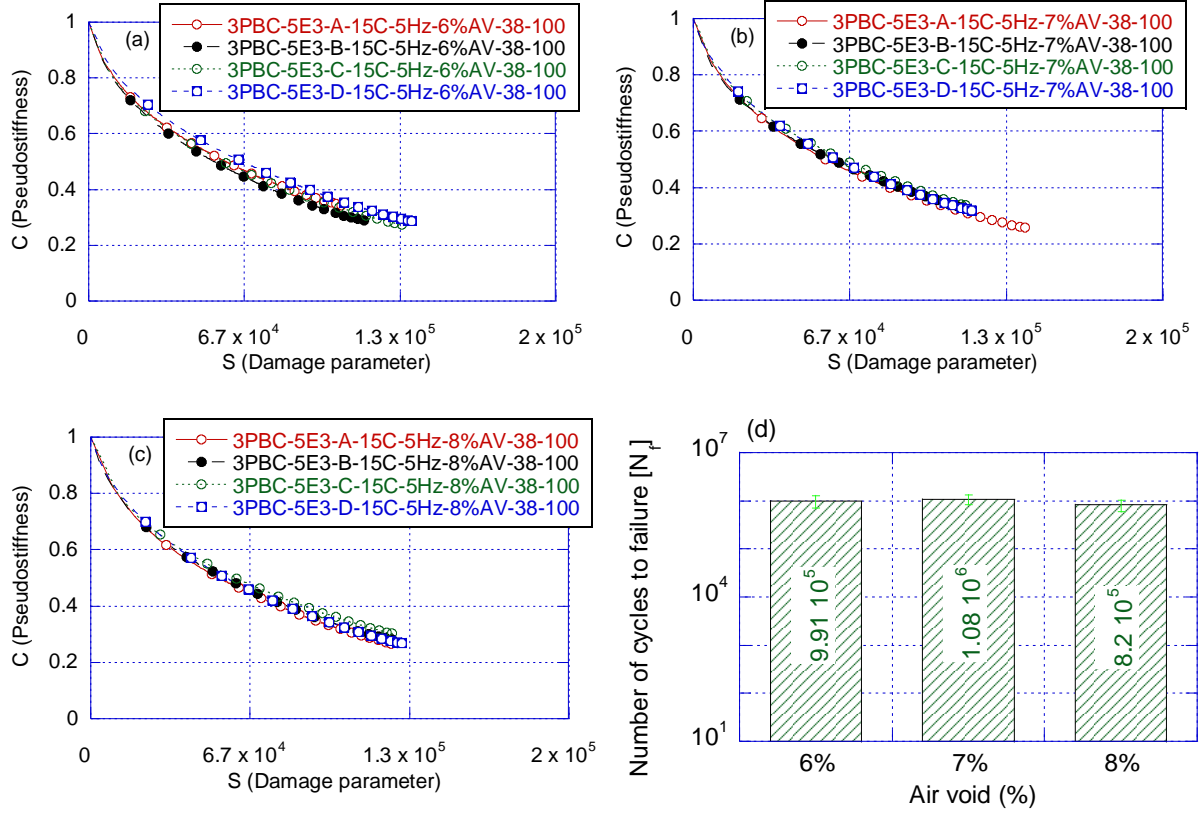 (a)
3PBC-5E3-A-15C-5Hz-6%AV-38-100
3PBC-5E3-B-15C-5Hz-6%AV-38-100
3PBC-5E3-C-15C-5Hz-6%AV-38-100
3PBC-5E3-D-15C-5Hz-6%AV-38-100
C (Pseudostiffness)
1
0.8
0.6
0.4
0.2
0
0
6.7 x 10^4
1.3 x 10^5
2 x 10^5
S (Damage parameter)
(b)
3PBC-5E3-A-15C-5Hz-7%AV-38-100
3PBC-5E3-B-15C-5Hz-7%AV-38-100
3PBC-5E3-C-15C-5Hz-7%AV-38-100
3PBC-5E3-D-15C-5Hz-7%AV-38-100
C (Pseudostiffness)
1
0.8
0.6
0.4
0.2
0
0
6.7 x 10^4
1.3 x 10^5
2 x 10^5
S (Damage parameter)
(c)
3PBC-5E3-A-15C-5Hz-8%AV-38-100
3PBC-5E3-B-15C-5Hz-8%AV-38-100
3PBC-5E3-C-15C-5Hz-8%AV-38-100
3PBC-5E3-D-15C-5Hz-8%AV-38-100
C (Pseudostiffness)
1
0.8
0.6
0.4
0.2
0
0
6.7 x 10^4
1.3 x 10^5
2 x 10^5
S (Damage parameter)
(d)
Number of cycles to failure [N_f]
10^7
10^4
10^1
9.91 10^5
1.08 10^6
8.2 10^5
6%
7%
8%
Air void (%)